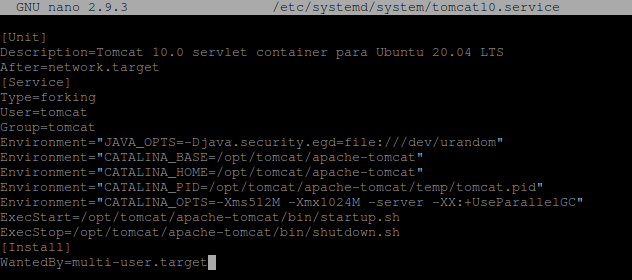 GNU nano 2.9.3 /etc/systemd/system/tomcat10.service
[Unit]
Description=Tomcat 10.0 servlet container para Ubuntu 20.04 LTS
After=network.target
[Service]
Type=forking
User=tomcat
Group=tomcat
Environment="JAVA_OPTS=-Djava.security.egd=file:///dev/urandom"
Environment="CATALINA_BASE=/opt/tomcat/apache-tomcat"
Environment="CATALINA_HOME=/opt/tomcat/apache-tomcat"
Environment="CATALINA_PID=/opt/tomcat/apache-tomcat/temp/tomcat.pid"
Environment="CATALINA_OPTS=-Xms512M -Xmx1024M -server -XX:+UseParallelGC"
ExecStart=/opt/tomcat/apache-tomcat/bin/startup.sh
ExecStop=/opt/tomcat/apache-tomcat/bin/shutdown.sh
[Install]
WantedBy=multi-user.target